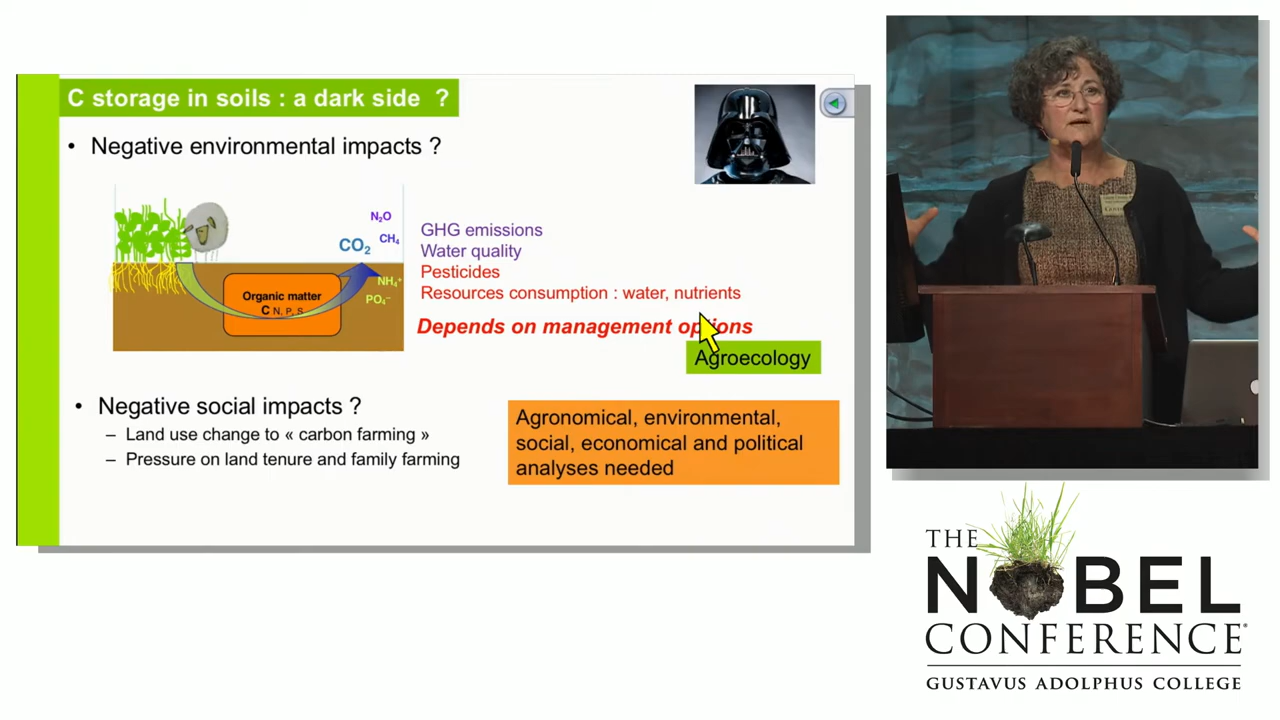 C storage in soils : a dark side ?
• Negative environmental impacts ?
N₂O
CH₄
CO₂
NH₄⁺
PO₄⁻
Organic matter
C N, P, S
GHG emissions
Water quality
Pesticides
Resources consumption : water, nutrients
Depends on management options
Agroecology
• Negative social impacts ?
– Land use change to « carbon farming »
– Pressure on land tenure and family farming
Agronomical, environmental,
social, economical and political
analyses needed
THE
NOBEL
CONFERENCE®
GUSTAVUS ADOLPHUS COLLEGE